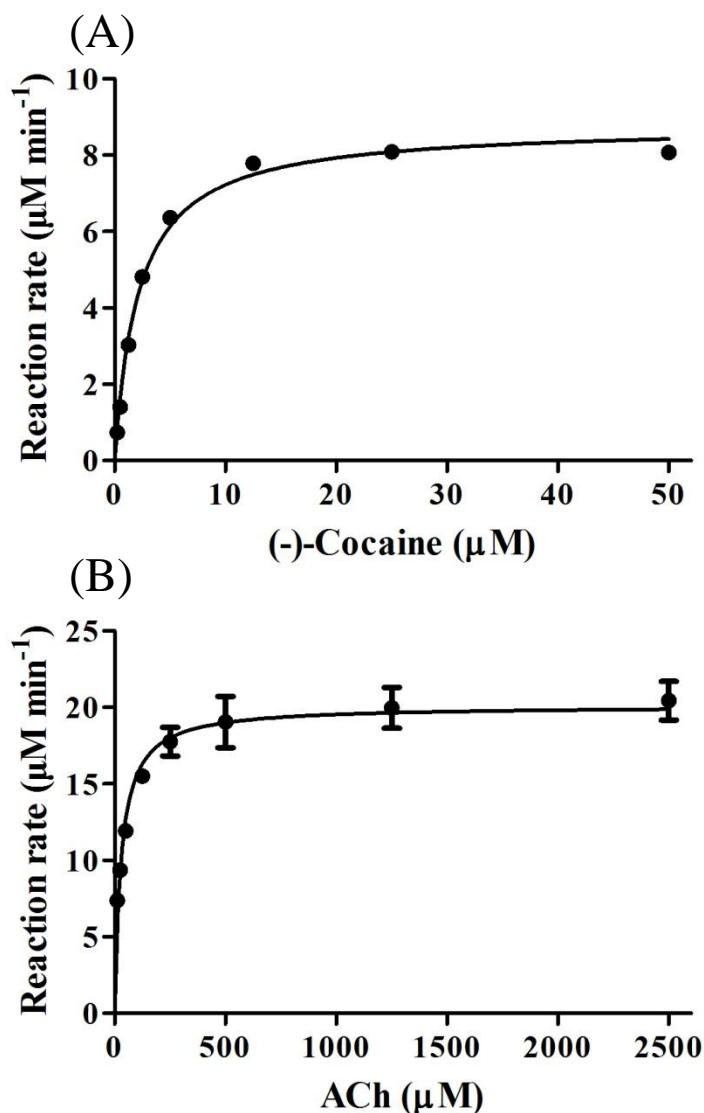 (A)
Reaction rate (μM min⁻¹)
10
8
6
4
2
0
0 10 20 30 40 50
(-)-Cocaine (μM)
(B)
Reaction rate (μM min⁻¹)
25
20
15
10
5
0
0 500 1000 1500 2000 2500
ACh (μM)